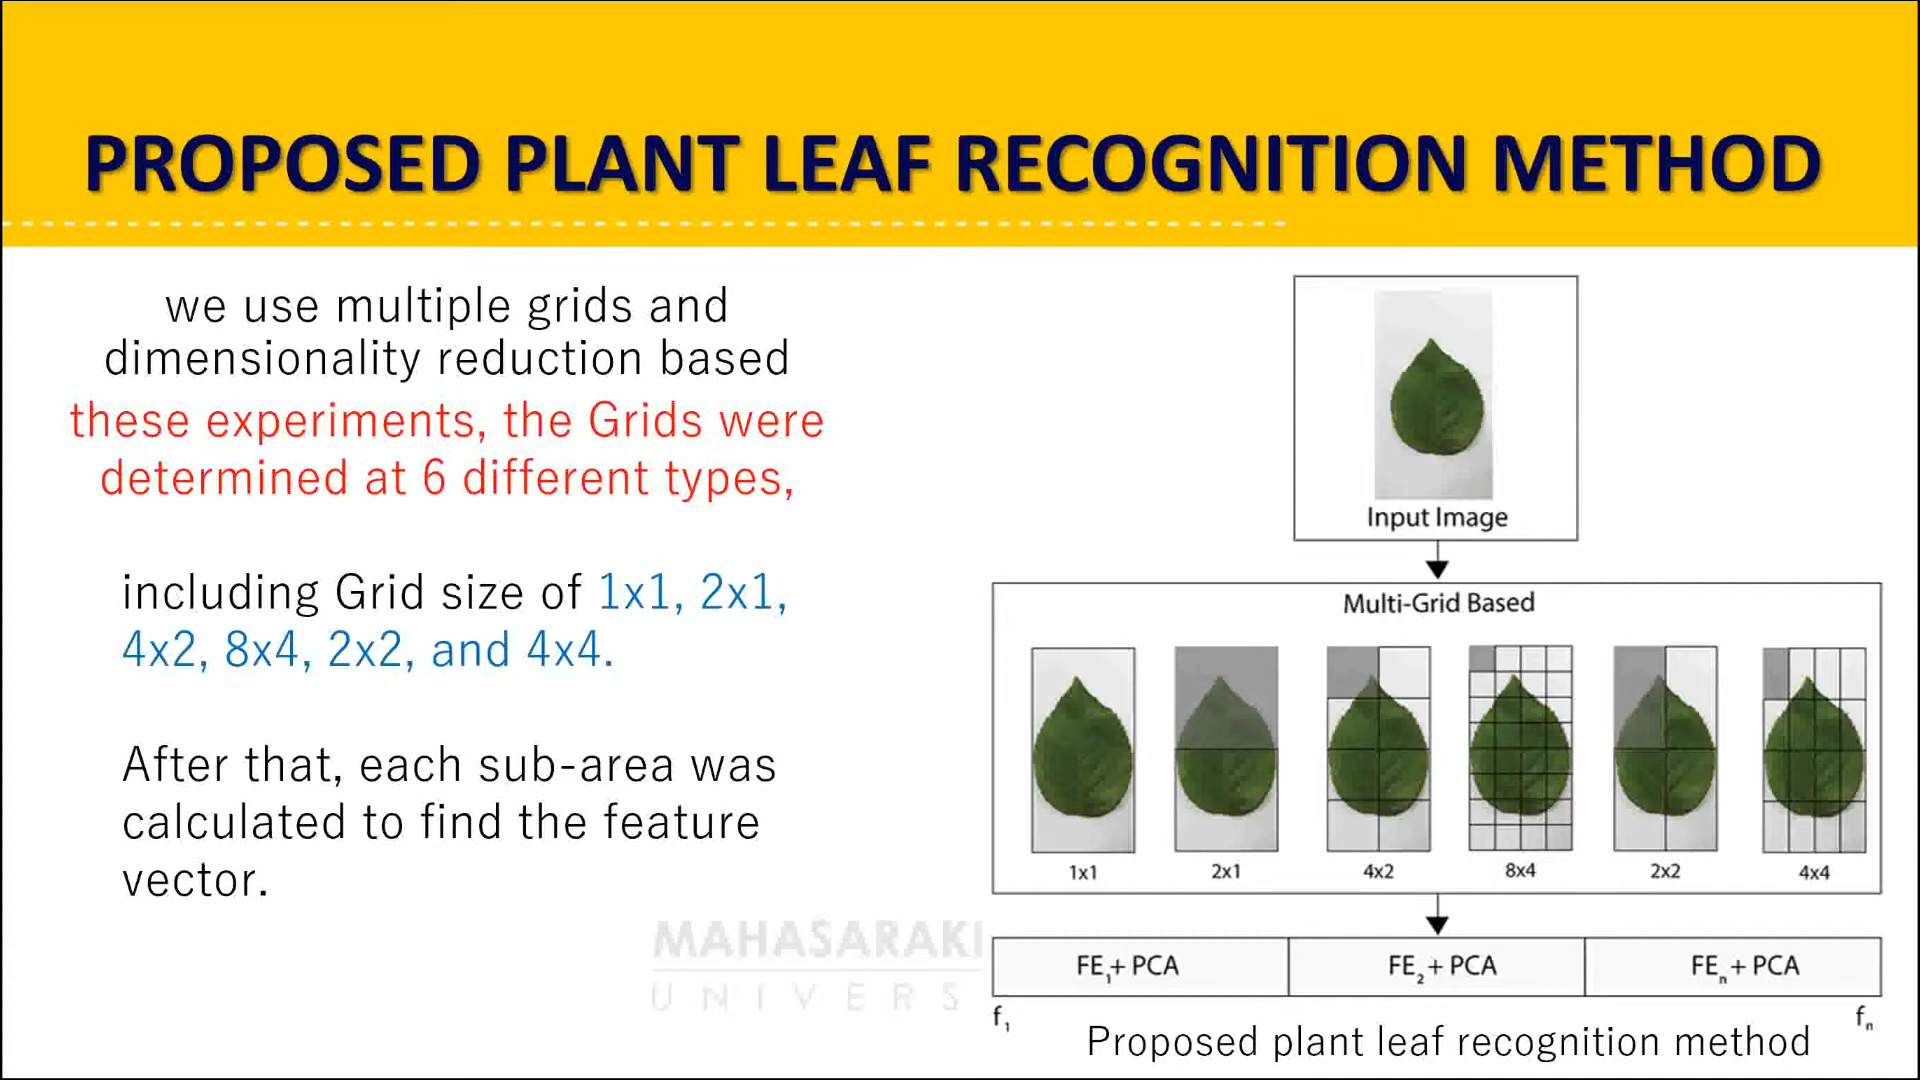 PROPOSED PLANT LEAF RECOGNITION METHOD
we use multiple grids and
dimensionality reduction based
these experiments, the Grids were
determined at 6 different types,
including Grid size of 1x1, 2x1,
4x2, 8x4, 2x2, and 4x4.
After that, each sub-area was
calculated to find the feature
vector.
Input Image
Multi-Grid Based
1x1 2x1 4x2 8x4 2x2 4x4
FE₁+ PCA FE₂+ PCA FEₙ+ PCA
f₁ fₙ
Proposed plant leaf recognition method
MAHASARAK
UNIVERS